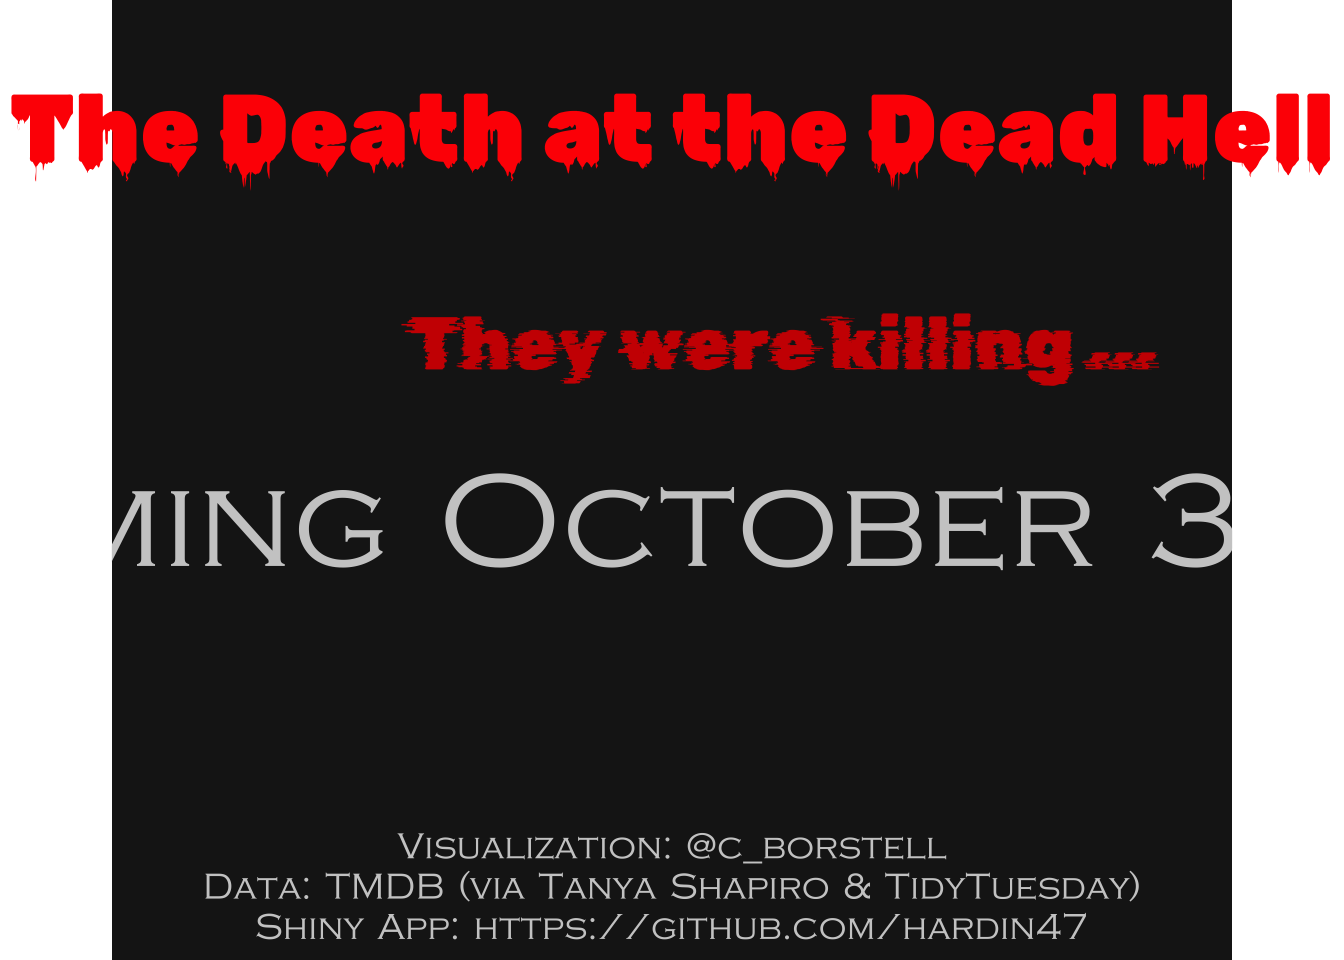 The Death at the Dead Hell
They were killing ...
ming October 3
Visualization: @c_borstell
Data: TMDB (via Tanya Shapiro & TidyTuesday)
Shiny App: https://github.com/hardin47